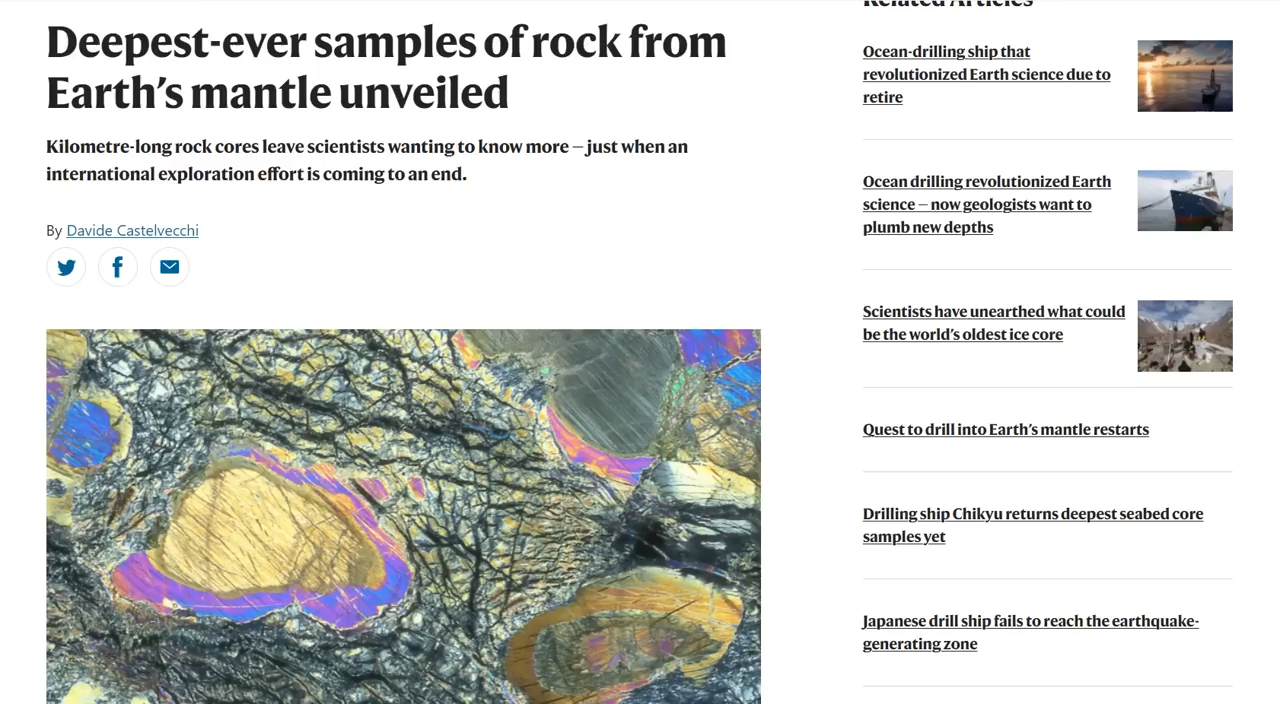 Deepest-ever samples of rock from
Earth’s mantle unveiled
Kilometre-long rock cores leave scientists wanting to know more – just when an
international exploration effort is coming to an end.
By Davide Castelvecchi
Related Articles
Ocean-drilling ship that
revolutionized Earth science due to
retire
Ocean drilling revolutionized Earth
science – now geologists want to
plumb new depths
Scientists have unearthed what could
be the world’s oldest ice core
Quest to drill into Earth’s mantle restarts
Drilling ship Chikyu returns deepest seabed core
samples yet
Japanese drill ship fails to reach the earthquake-
generating zone